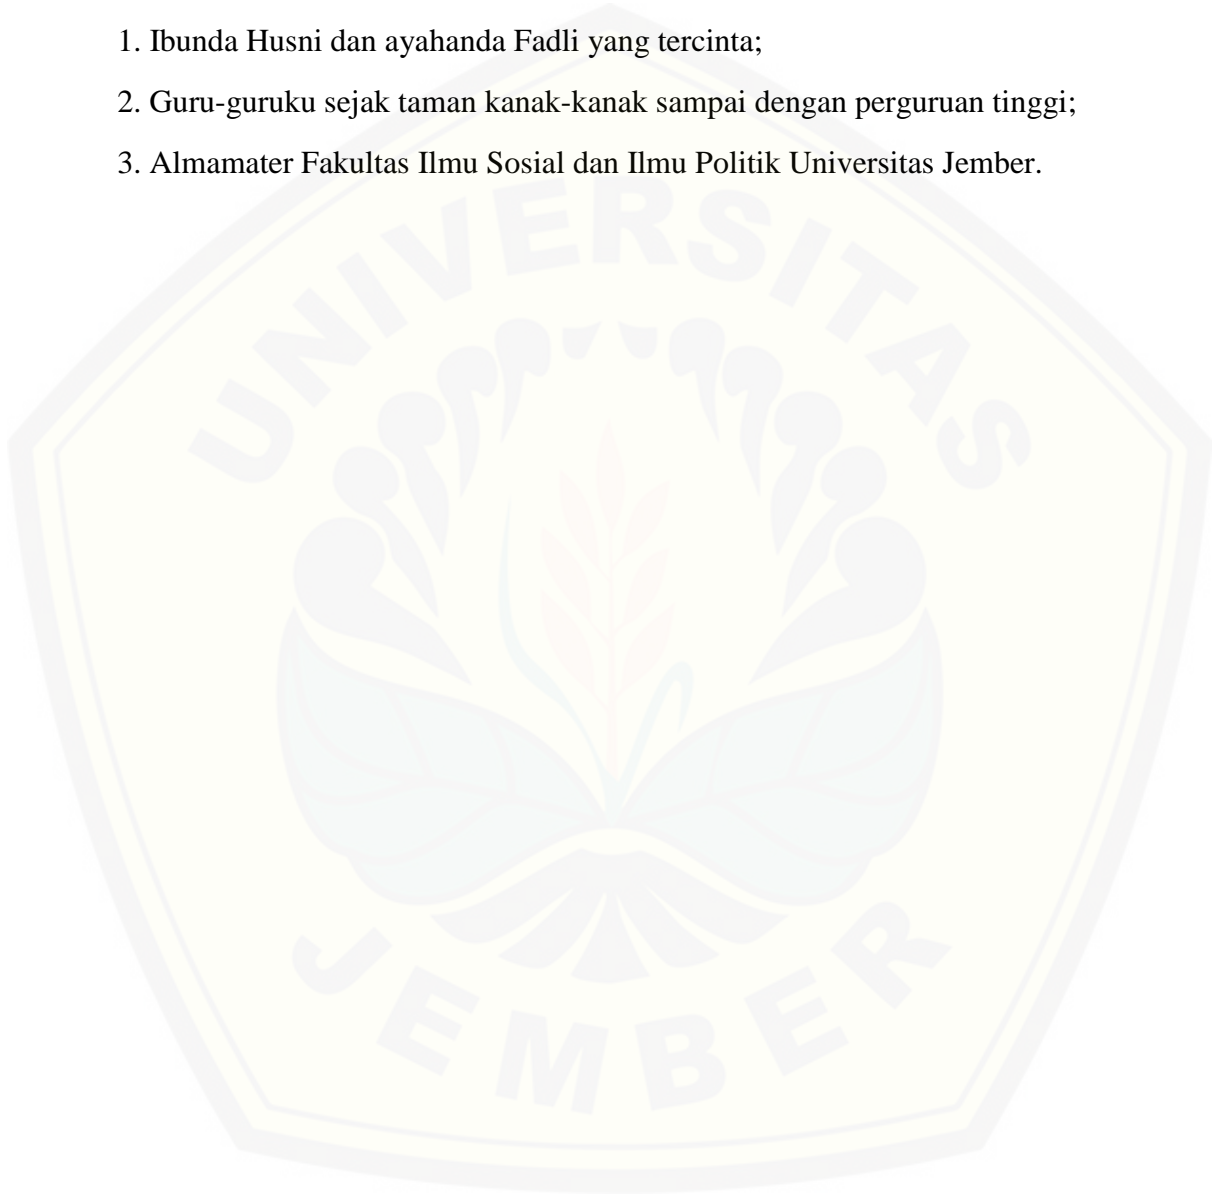 1. Ibunda Husni dan ayahanda Fadli yang tercinta;
2. Guru-guruku sejak taman kanak-kanak sampai dengan perguruan tinggi;
3. Almamater Fakultas Ilmu Sosial dan Ilmu Politik Universitas Jember.
UNIVERSITAS
JEMBER